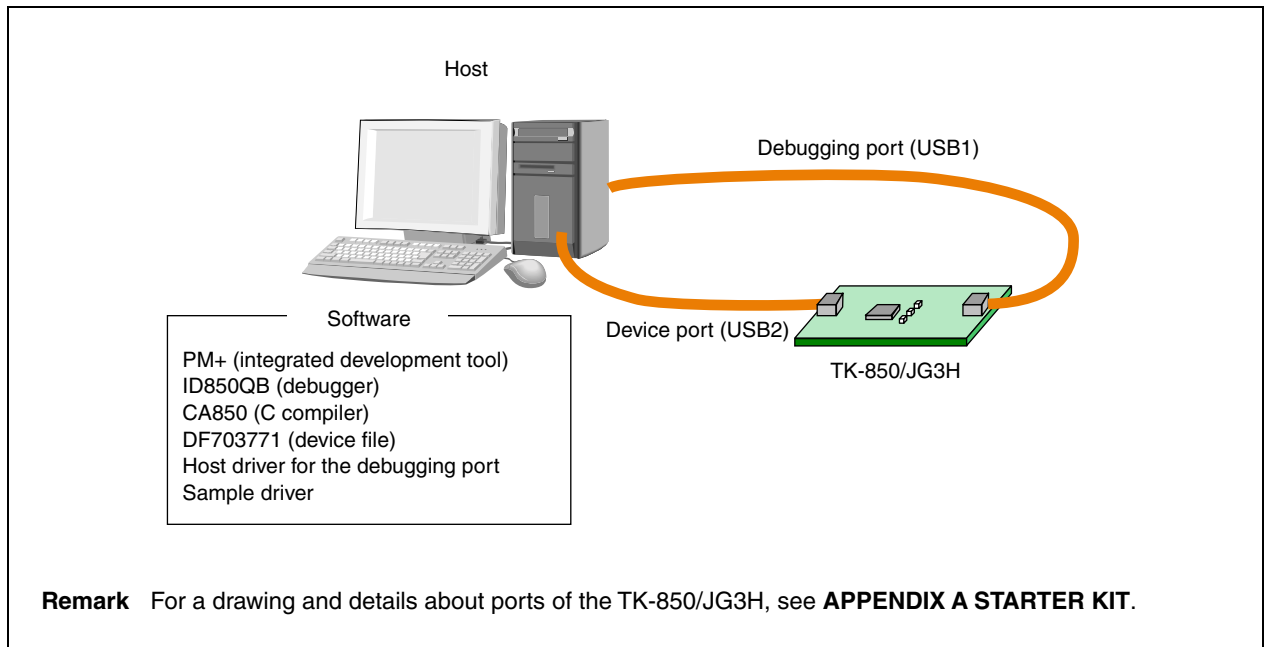 Host
Debugging port (USB1)
Device port (USB2)
TK-850/JG3H
Software
PM+ (integrated development tool)
ID850QB (debugger)
CA850 (C compiler)
DF703771 (device file)
Host driver for the debugging port
Sample driver
Remark For a drawing and details about ports of the TK-850/JG3H, see APPENDIX A STARTER KIT.